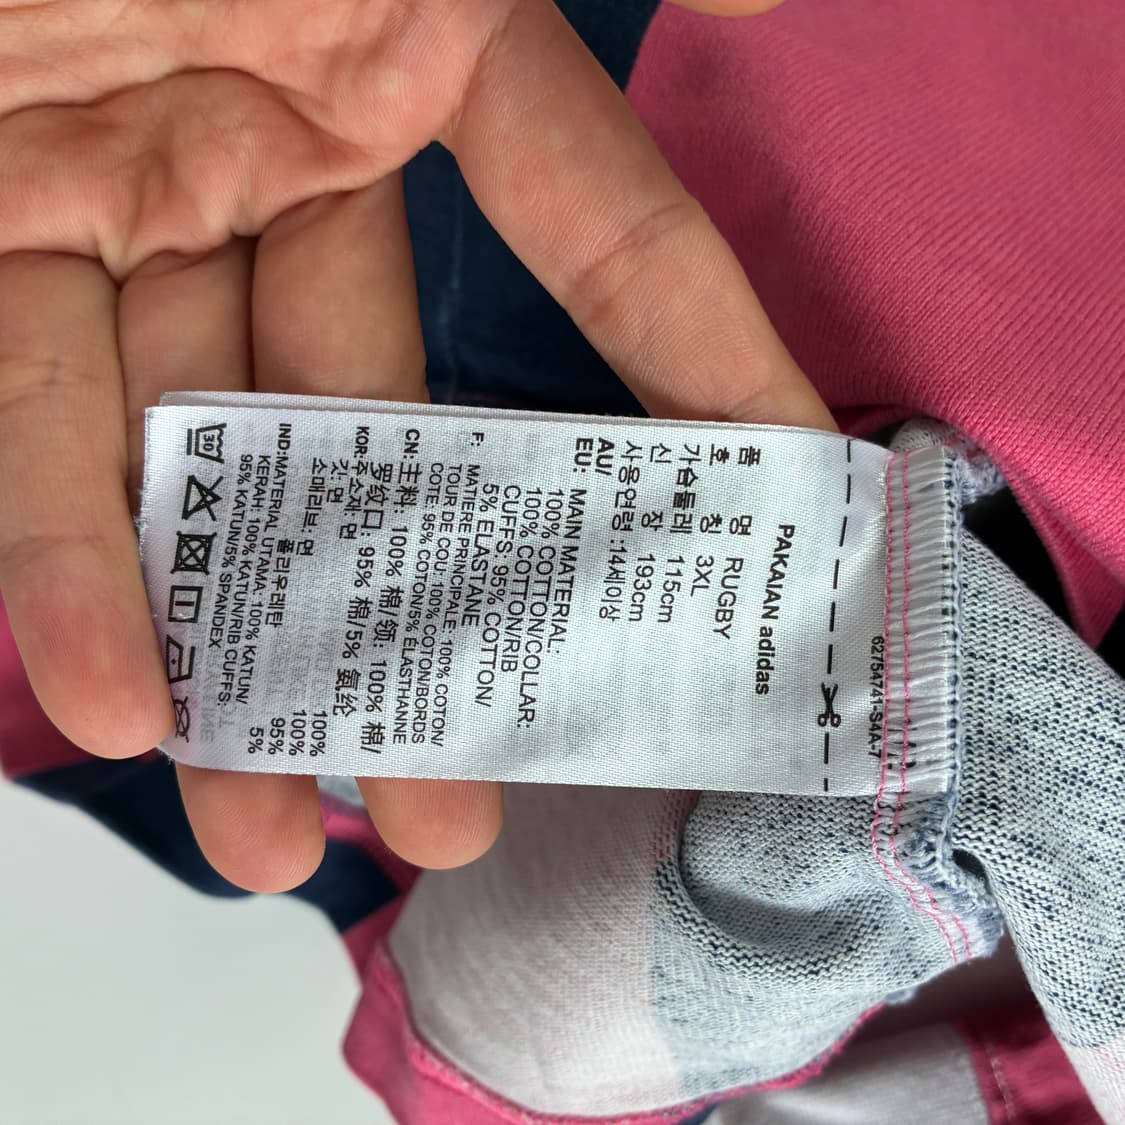 6275A741-S4A-7
PAKAIAN adidas
품 명 RUGBY
호 칭 3XL
가슴둘레 115cm
신 장 193cm
사용연령 :14세이상
AU/
EU: MAIN MATERIAL:
100% COTTON/COLLAR:
100% COTTON/RIB
CUFFS: 95% COTTON/
5% ELASTANE
F: MATIERE PRINCIPALE: 100% COTON/
TOUR DE COU: 100% COTON/BORDS
COTE: 95% COTON/5% ÉLASTHANNE
CN: 主料: 100% 棉/领: 100% 棉/
罗纹口: 95% 棉/5% 氨纶
KOR: 주소재: 면 100%
깃: 면 100%
소매리브: 면 95%
폴리우레탄 5%
IND: MATERIAL UTAMA: 100% KATUN/
KERAH: 100% KATUN/RIB CUFFS:
95% KATUN/5% SPANDEX
30